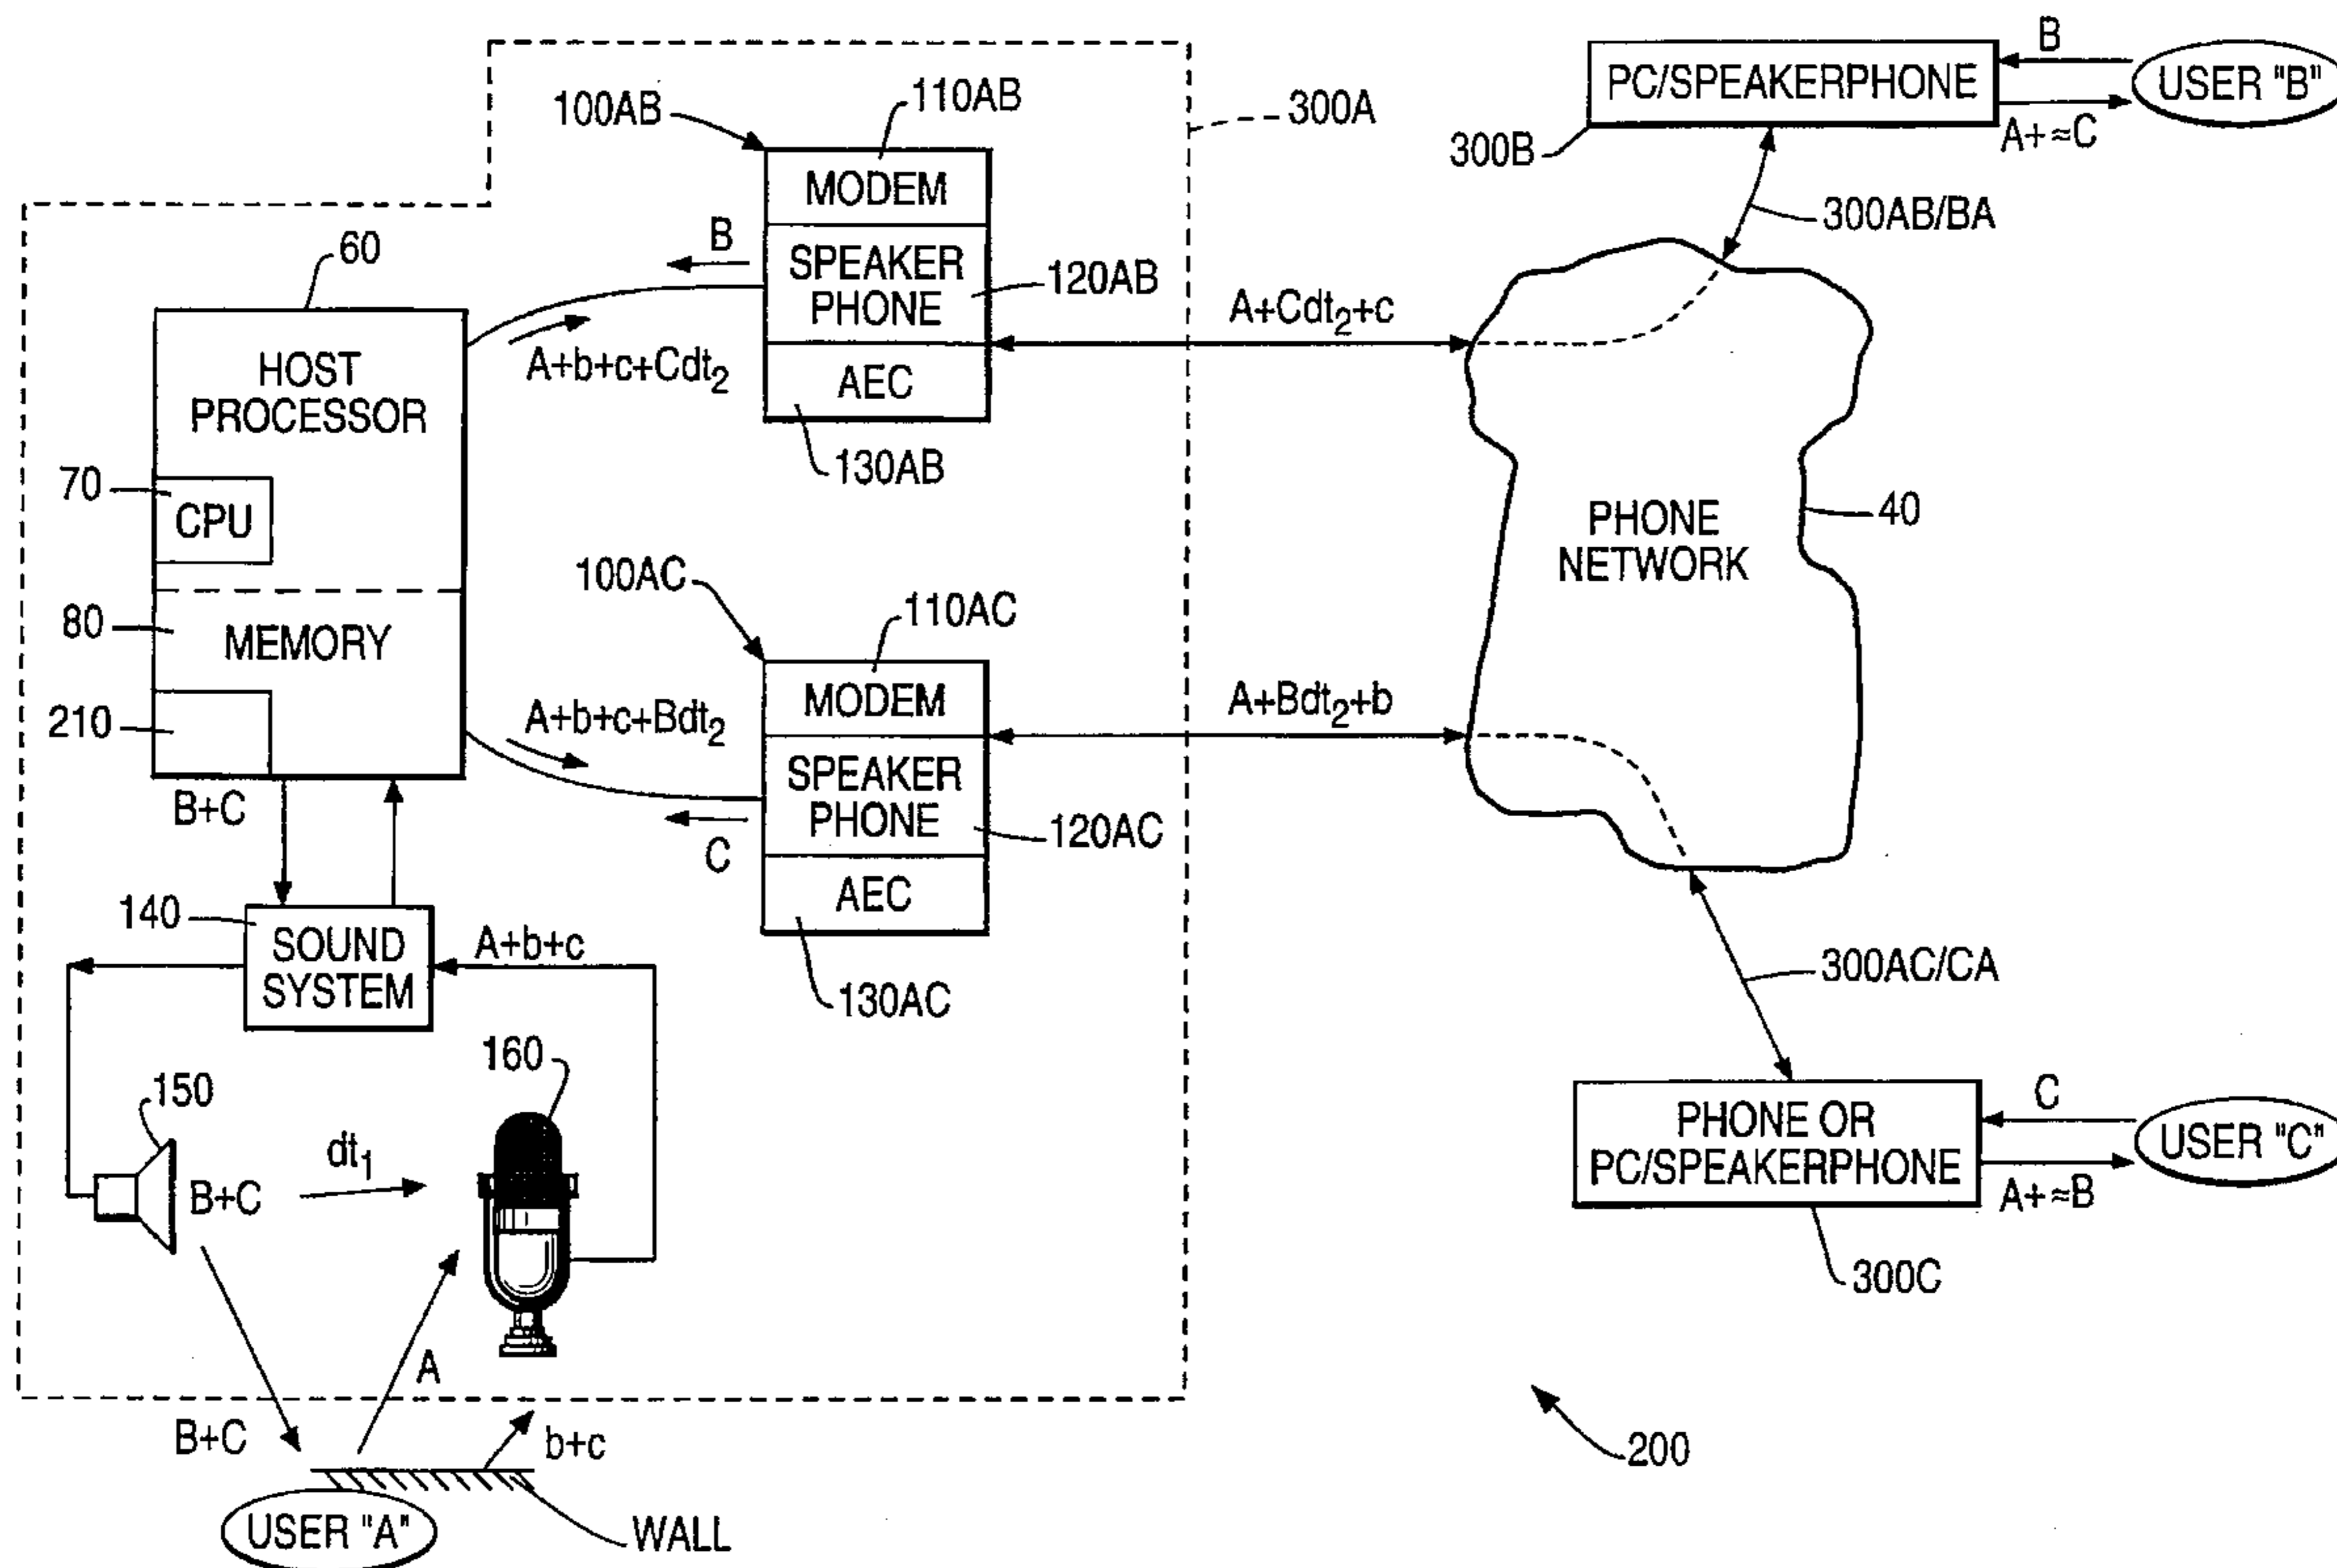 B
PC/SPEAKERPHONE
USER "B"
A+≈C
300B
300AB/BA
110AB
100AB
300A
MODEM
B
SPEAKER
PHONE
120AB
A+b+c+Cdt₂
AEC
130AB
A+Cdt₂+c
60
HOST
PROCESSOR
70
CPU
80
MEMORY
210
PHONE
NETWORK
40
100AC
110AC
MODEM
A+b+c+Bdt₂
SPEAKER
PHONE
120AC
C
AEC
130AC
A+Bdt₂+b
B+C
140
SOUND
SYSTEM
A+b+c
300AC/CA
160
150
B+C
dt₁
PHONE OR
PC/SPEAKERPHONE
C
USER "C"
A+≈B
300C
A
B+C
b+c
USER "A"
WALL
200